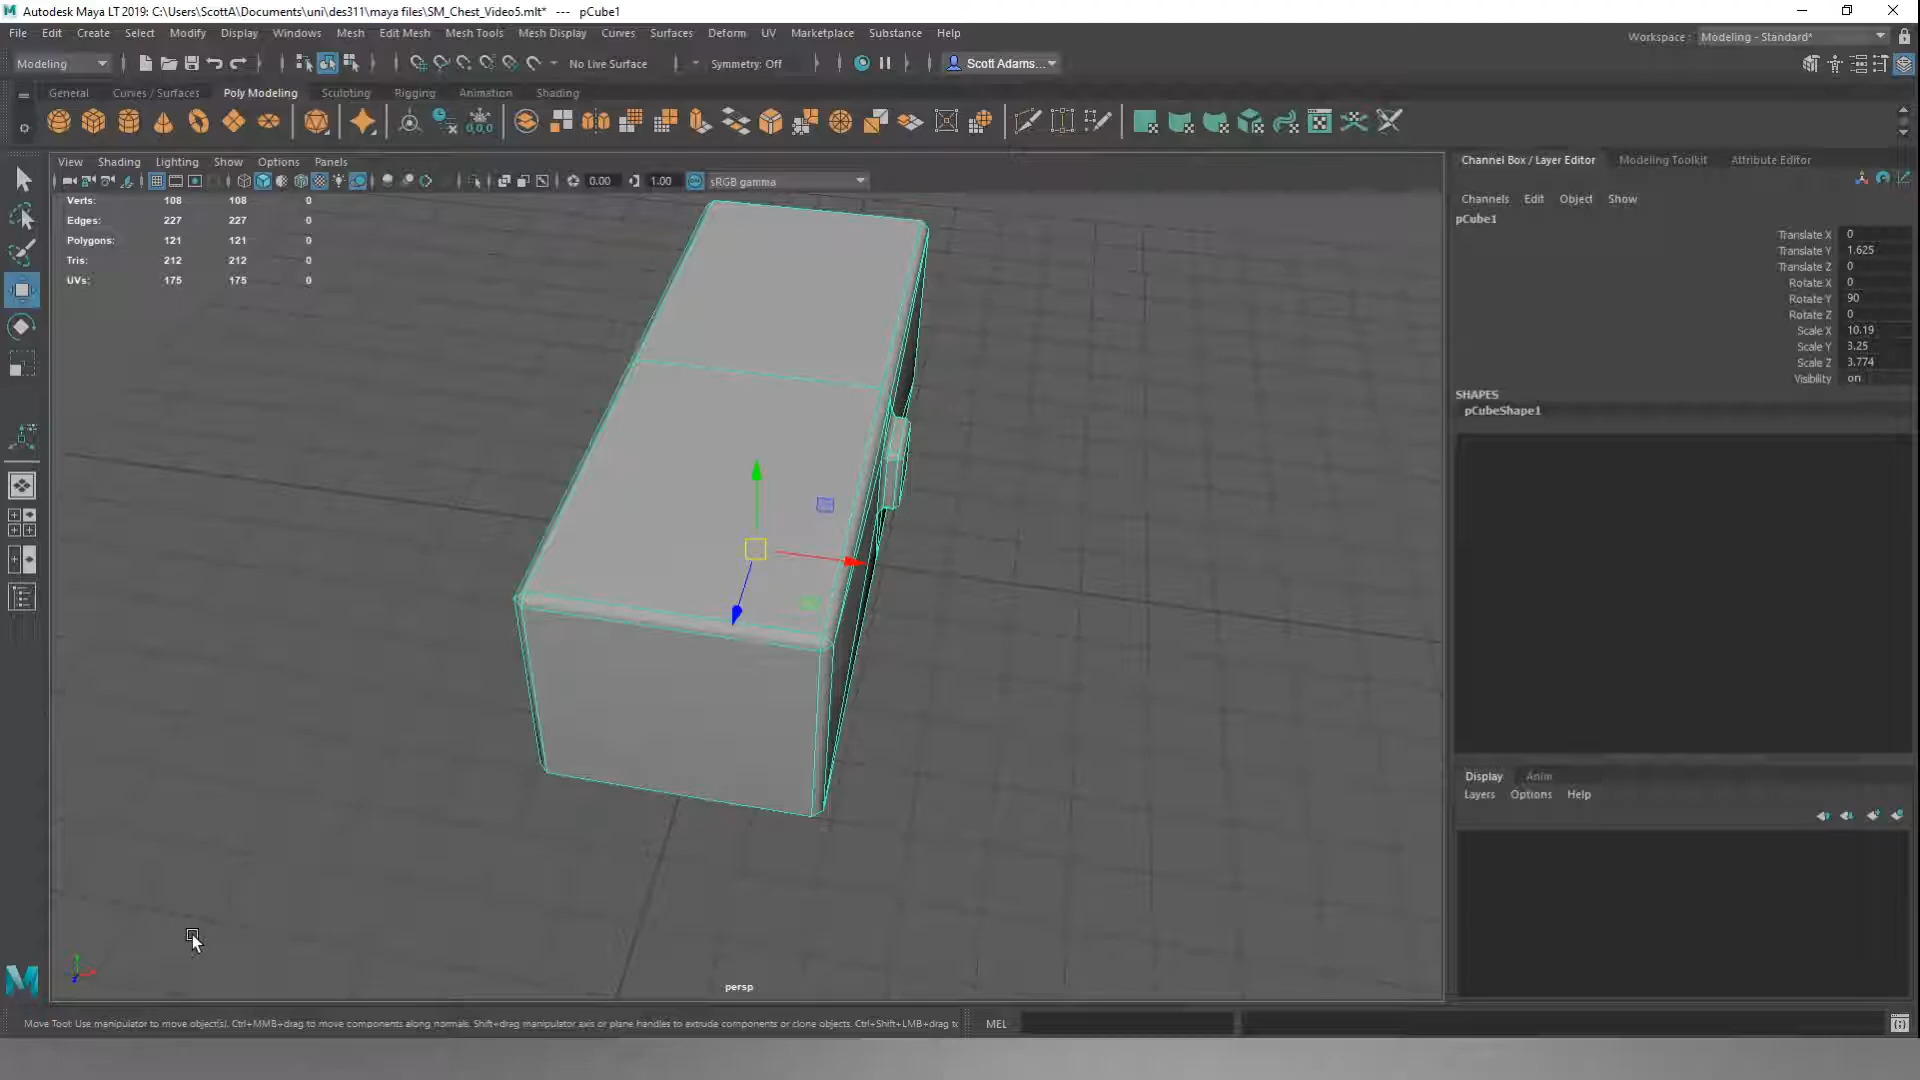 Autodesk Maya LT 2019: C:\Users\ScottA\Documents\uni\des311\maya files\SM_Chest_Video5.mlt* --- pCube1
File Edit Create Select Modify Display Windows Mesh Edit Mesh Mesh Tools Mesh Display Curves Surfaces Deform UV Marketplace Substance Help
Workspace : Modeling - Standard*
Modeling No Live Surface Symmetry: Off Scott Adams...
General Curves / Surfaces Poly Modeling Sculpting Rigging Animation Shading
0,0,0
View Shading Lighting Show Options Panels
0.00 1.00 sRGB gamma
Verts: 108 108 0
Edges: 227 227 0
Polygons: 121 121 0
Tris: 212 212 0
UVs: 175 175 0
persp
Channel Box / Layer Editor Modeling Toolkit Attribute Editor
Channels Edit Object Show
pCube1
Translate X 0
Translate Y 1.625
Translate Z 0
Rotate X 0
Rotate Y 90
Rotate Z 0
Scale X 10.19
Scale Y 3.25
Scale Z 3.774
Visibility on
SHAPES
pCubeShape1
Display Anim
Layers Options Help
Move Tool: Use manipulator to move object(s). Ctrl+MMB+drag to move components along normals. Shift+drag manipulator axis or plane handles to extrude components or clone objects. Ctrl+Shift+LMB+drag tc
MEL